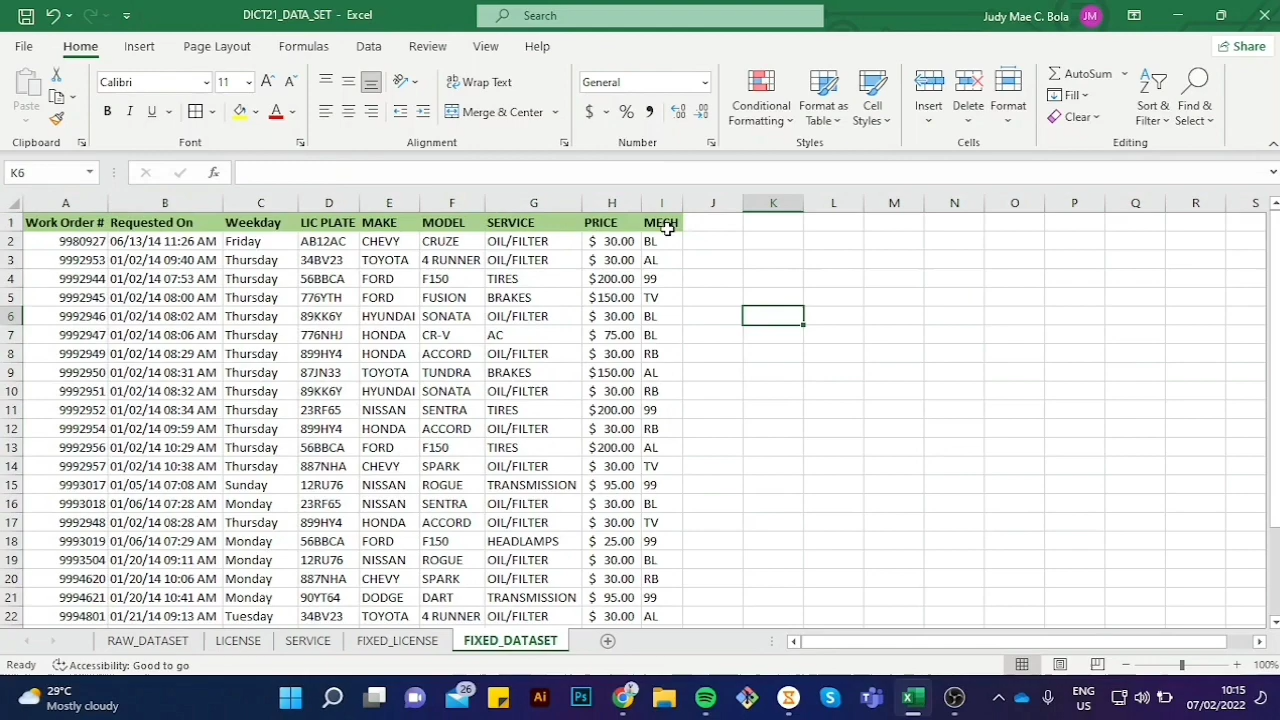 DICT21_DATA_SET - Excel
Search
Judy Mae C. Bola JM
File Home Insert Page Layout Formulas Data Review View Help Share
Paste Calibri 11 Wrap Text General AutoSum
Merge & Center Conditional Formatting Format as Table Cell Styles Insert Delete Format Fill Sort & Filter Find & Select
Clear
Clipboard Font Alignment Number Styles Cells Editing
K6
A B C D E F G H I J K L M N O P Q R S
1 Work Order # Requested On Weekday LIC PLATE MAKE MODEL SERVICE PRICE MECH
2 9980927 06/13/14 11:26 AM Friday AB12AC CHEVY CRUZE OIL/FILTER $ 30.00 BL
3 9992953 01/02/14 09:40 AM Thursday 34BV23 TOYOTA 4 RUNNER OIL/FILTER $ 30.00 AL
4 9992944 01/02/14 07:53 AM Thursday 56BBCA FORD F150 TIRES $200.00 99
5 9992945 01/02/14 08:00 AM Thursday 776YTH FORD FUSION BRAKES $150.00 TV
6 9992946 01/02/14 08:02 AM Thursday 89KK6Y HYUNDAI SONATA OIL/FILTER $ 30.00 BL
7 9992947 01/02/14 08:06 AM Thursday 776NHJ HONDA CR-V AC $ 75.00 BL
8 9992949 01/02/14 08:29 AM Thursday 899HY4 HONDA ACCORD OIL/FILTER $ 30.00 RB
9 9992950 01/02/14 08:31 AM Thursday 87JN33 TOYOTA TUNDRA BRAKES $150.00 AL
10 9992951 01/02/14 08:32 AM Thursday 89KK6Y HYUNDAI SONATA OIL/FILTER $ 30.00 RB
11 9992952 01/02/14 08:34 AM Thursday 23RF65 NISSAN SENTRA TIRES $200.00 99
12 9992954 01/02/14 09:59 AM Thursday 899HY4 HONDA ACCORD OIL/FILTER $ 30.00 RB
13 9992956 01/02/14 10:29 AM Thursday 56BBCA FORD F150 TIRES $200.00 AL
14 9992957 01/02/14 10:38 AM Thursday 887NHA CHEVY SPARK OIL/FILTER $ 30.00 TV
15 9993017 01/05/14 07:08 AM Sunday 12RU76 NISSAN ROGUE TRANSMISSION $ 95.00 99
16 9993018 01/06/14 07:28 AM Monday 23RF65 NISSAN SENTRA OIL/FILTER $ 30.00 BL
17 9992948 01/02/14 08:28 AM Thursday 899HY4 HONDA ACCORD OIL/FILTER $ 30.00 TV
18 9993019 01/06/14 07:29 AM Monday 56BBCA FORD F150 HEADLAMPS $ 25.00 99
19 9993504 01/20/14 09:11 AM Monday 12RU76 NISSAN ROGUE OIL/FILTER $ 30.00 BL
20 9994620 01/20/14 10:06 AM Monday 887NHA CHEVY SPARK OIL/FILTER $ 30.00 RB
21 9994621 01/20/14 10:41 AM Monday 90YT64 DODGE DART TRANSMISSION $ 95.00 99
22 9994801 01/21/14 09:13 AM Tuesday 34BV23 TOYOTA 4 RUNNER OIL/FILTER $ 30.00 AL
RAW_DATASET LICENSE SERVICE FIXED_LICENSE FIXED_DATASET
Ready Accessibility: Good to go 100%
29°C
Mostly cloudy
26
Ai Ps
ENG
US
10:15
07/02/2022